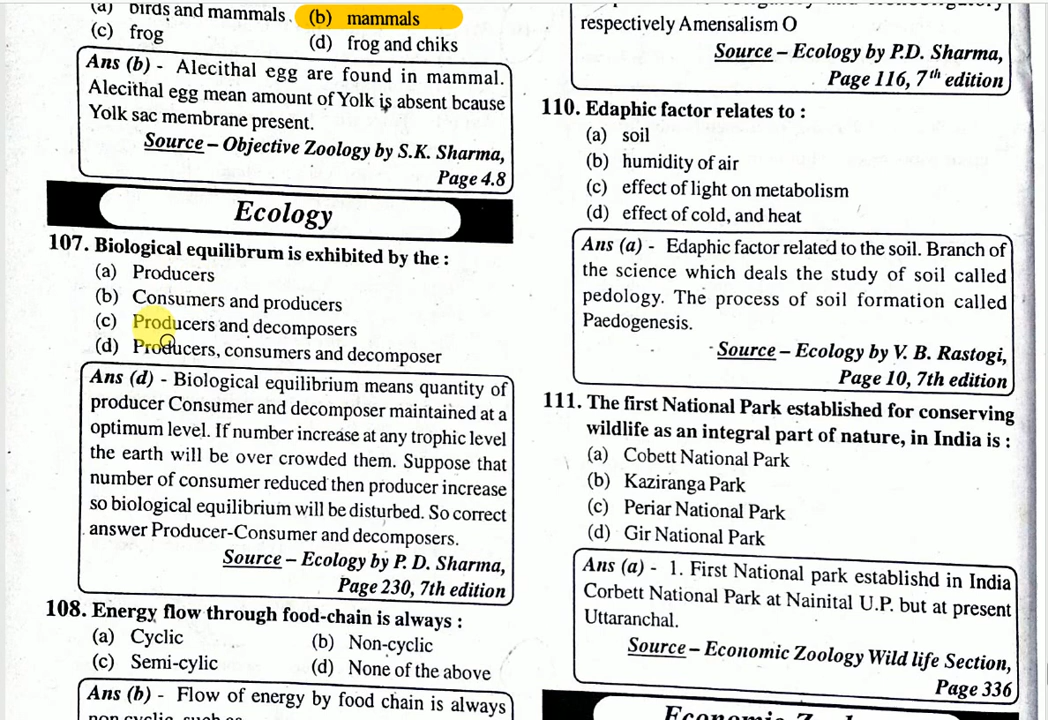 (a) birds and mammals. (b) mammals
(c) frog (d) frog and chiks
Ans (b) - Alecithal egg are found in mammal.
Alecithal egg mean amount of Yolk is absent bcause
Yolk sac membrane present.
Source – Objective Zoology by S.K. Sharma,
Page 4.8
Ecology
107. Biological equilibrum is exhibited by the :
(a) Producers
(b) Consumers and producers
(c) Producers and decomposers
(d) Producers, consumers and decomposer
Ans (d) - Biological equilibrium means quantity of
producer Consumer and decomposer maintained at a
optimum level. If number increase at any trophic level
the earth will be over crowded them. Suppose that
number of consumer reduced then producer increase
so biological equilibrium will be disturbed. So correct
answer Producer-Consumer and decomposers.
Source – Ecology by P. D. Sharma,
Page 230, 7th edition
108. Energy flow through food-chain is always :
(a) Cyclic (b) Non-cyclic
(c) Semi-cylic (d) None of the above
Ans (b) - Flow of energy by food chain is always
non cyclic, such as
respectively Amensalism O
Source – Ecology by P.D. Sharma,
Page 116, 7th edition
110. Edaphic factor relates to :
(a) soil
(b) humidity of air
(c) effect of light on metabolism
(d) effect of cold, and heat
Ans (a) - Edaphic factor related to the soil. Branch of
the science which deals the study of soil called
pedology. The process of soil formation called
Paedogenesis.
Source – Ecology by V. B. Rastogi,
Page 10, 7th edition
111. The first National Park established for conserving
wildlife as an integral part of nature, in India is :
(a) Cobett National Park
(b) Kaziranga Park
(c) Periar National Park
(d) Gir National Park
Ans (a) - 1. First National park establishd in India
Corbett National Park at Nainital U.P. but at present
Uttaranchal.
Source – Economic Zoology Wild life Section,
Page 336